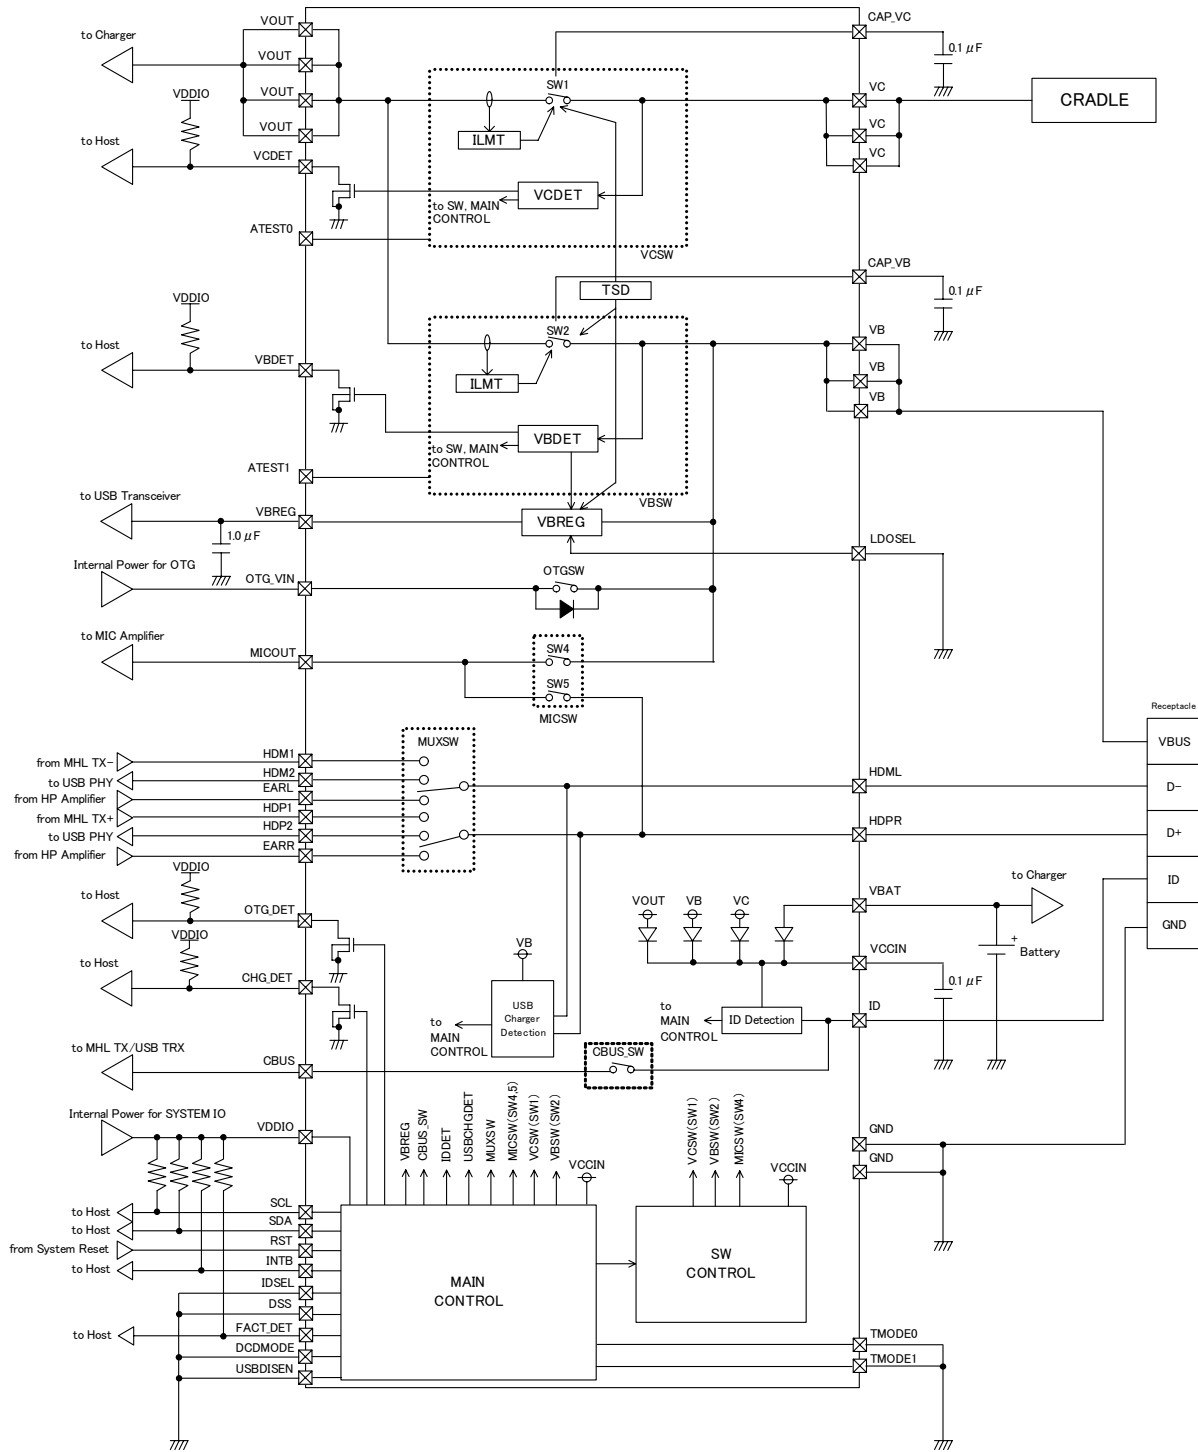 VOUT
CAP_VC
to Charger
VOUT
0.1 μF
VDDIO
VOUT
SW1
VC
CRADLE
to Host
VOUT
ILMT
VC
VCDET
VC
VCDET
to SW, MAIN
CONTROL
ATEST0
VCSW
CAP_VB
VDDIO
TSD
0.1 μF
to Host
SW2
VB
VBDET
ILMT
VB
VB
VBDET
to SW, MAIN
CONTROL
ATEST1
VBSW
to USB Transceiver
VBREG
VBREG
1.0 μF
LDOSEL
Internal Power for OTG
OTG_VIN
OTGSW
to MIC Amplifier
MICOUT
SW4
SW5
MICSW
Receptacle
MUXSW
VBUS
from MHL TX-
HDM1
to USB PHY
HDM2
HDML
D-
from HP Amplifier
EARL
from MHL TX+
HDP1
to USB PHY
HDP2
HDPR
D+
from HP Amplifier
EARR
VDDIO
to Charger
ID
to Host
VBAT
OTG_DET
VOUT
VB
VC
GND
VDDIO
VB
+
Battery
to Host
VCCIN
CHG_DET
0.1 μF
USB
Charger
Detection
to
MAIN
CONTROL
to
MAIN
CONTROL
ID Detection
ID
to MHL TX/USB TRX
CBUS
CBUS_SW
Internal Power for SYSTEM IO
VDDIO
VBREG
CBUS_SW
IDDET
USBCHGDET
MUXSW
MICSW(SW4,5)
VCSW(SW1)
VBSW(SW2)
VCCIN
VCSW(SW1)
VBSW(SW2)
MICSW(SW4)
VCCIN
GND
GND
to Host
SCL
to Host
SDA
from System Reset
RST
to Host
INTB
IDSEL
DSS
to Host
FACT_DET
DCDMODE
USBDISEN
MAIN
CONTROL
SW
CONTROL
TMODE0
TMODE1